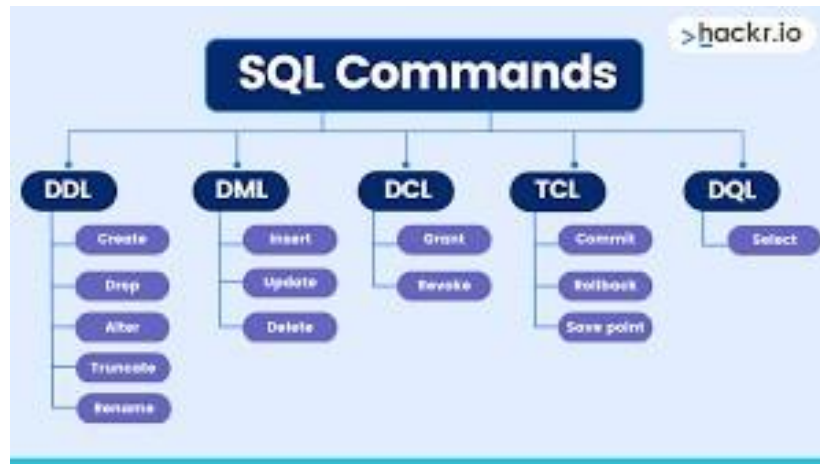 >hackr.io
SQL Commands
DDL
DML
DCL
TCL
DQL
Create
Drop
Alter
Truncate
Rename
Insert
Update
Delete
Grant
Revoke
Commit
Rollback
Save point
Select